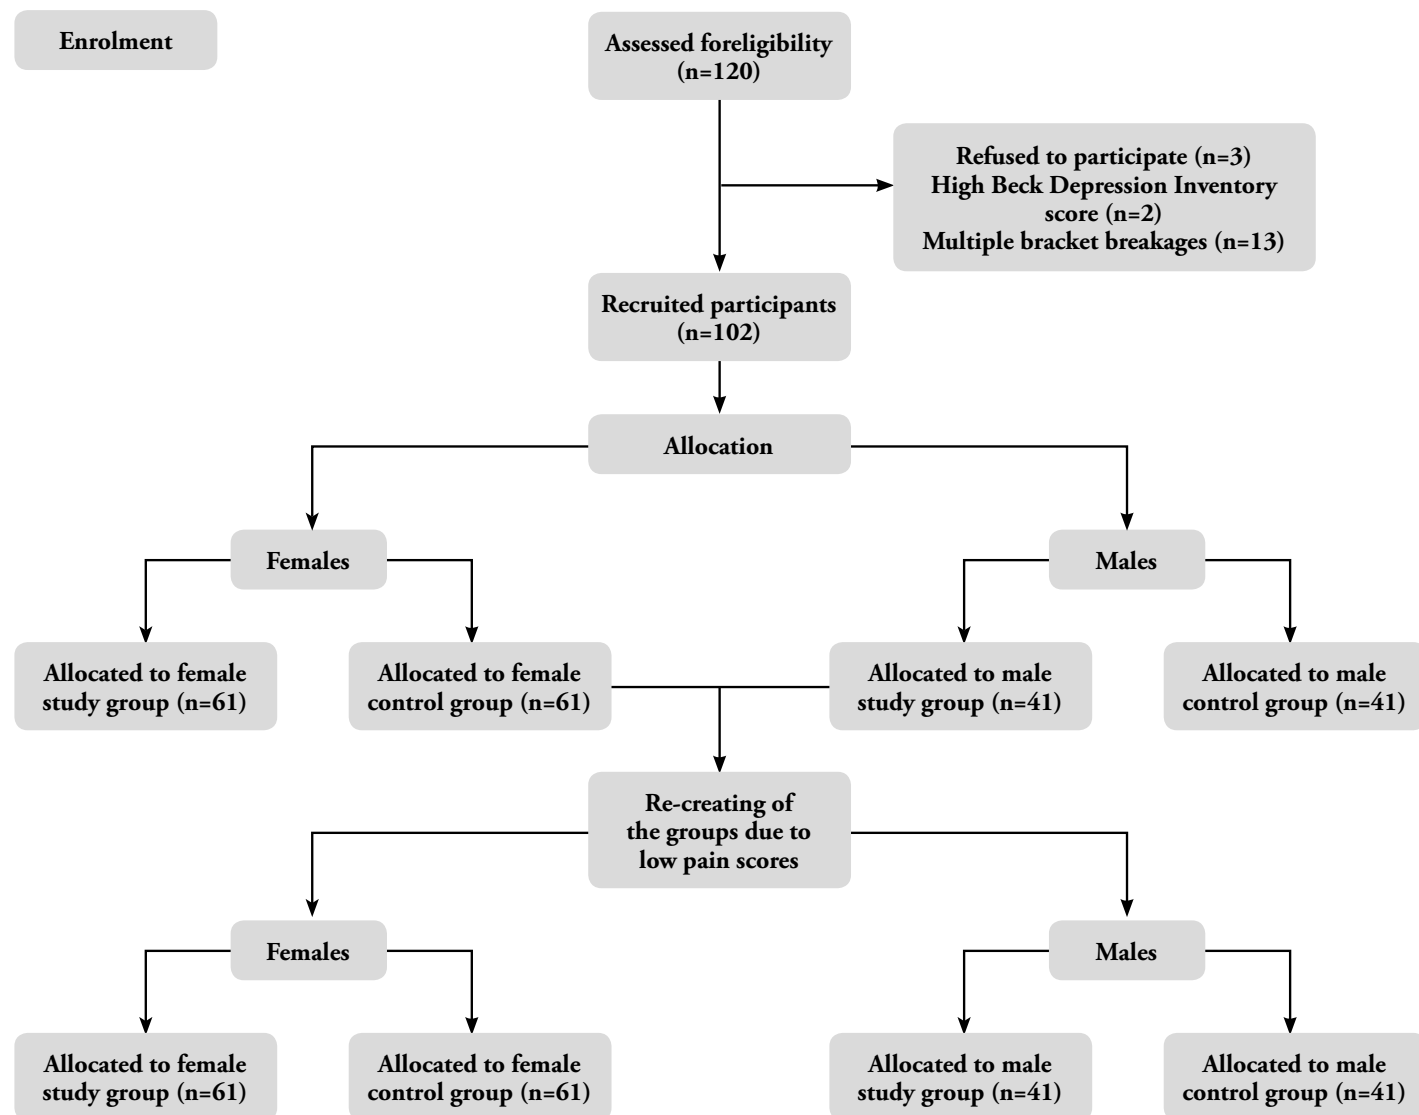 Enrolment
Assessed foreligibility
(n=120)
Refused to participate (n=3)
High Beck Depression Inventory
score (n=2)
Multiple bracket breakages (n=13)
Recruited participants
(n=102)
Allocation
Females
Males
Allocated to female
study group (n=61)
Allocated to female
control group (n=61)
Allocated to male
study group (n=41)
Allocated to male
control group (n=41)
Re-creating of
the groups due to
low pain scores
Females
Males
Allocated to female
study group (n=61)
Allocated to female
control group (n=61)
Allocated to male
study group (n=41)
Allocated to male
control group (n=41)